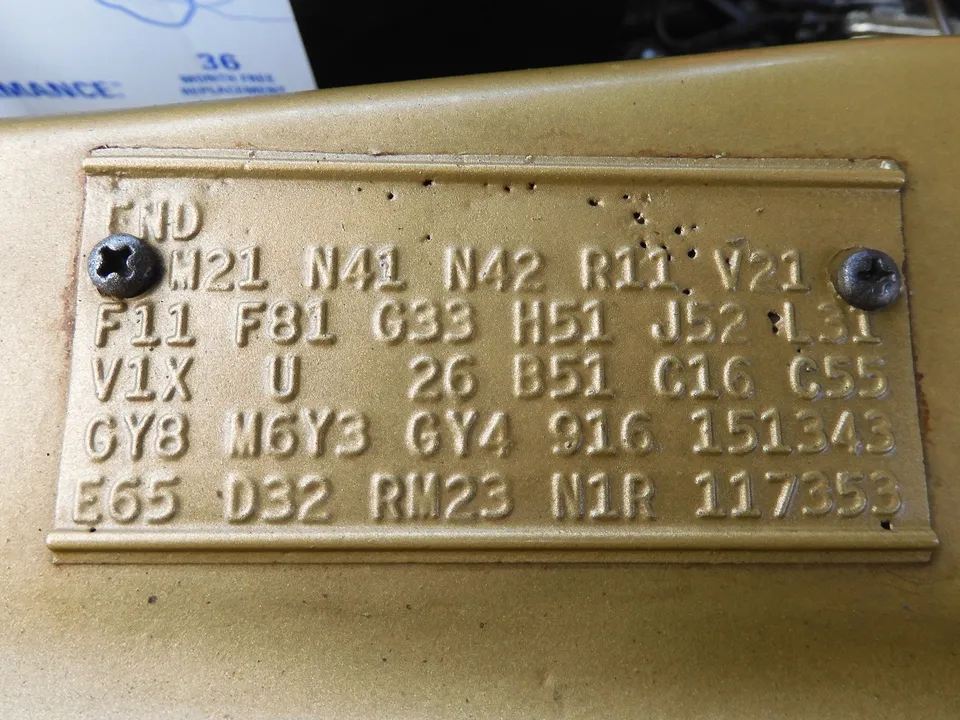 MANCE
36
MONTH FREE
REPLACEMENT
END
M21 N41 N42 R11 V21
F11 F81 G33 H51 J52 L31
V1X U 26 B51 C16 C55
GY8 M6Y3 GY4 916 151343
E65 D32 RM23 N1R 117353